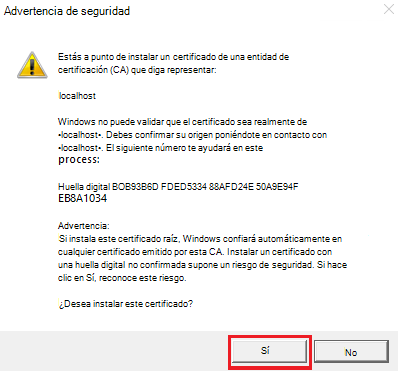 Advertencia de seguridad
Estás a punto de instalar un certificado de una entidad de
certificación (CA) que diga representar:
localhost
Windows no puede validar que el certificado sea realmente de
«localhost». Debes confirmar su origen poniéndote en contacto con
«localhost». El siguiente número te ayudará en este
process:
Huella digital BOB93B6D FDED5334 88AFD24E 50A9E94F
EB8A1034
Advertencia:
Si instala este certificado raíz, Windows confiará automáticamente en
cualquier certificado emitido por esta CA. Instalar un certificado con
una huella digital no confirmada supone un riesgo de seguridad. Si hace
clic en Sí, reconoce este riesgo.
¿Desea instalar este certificado?
Sí
No